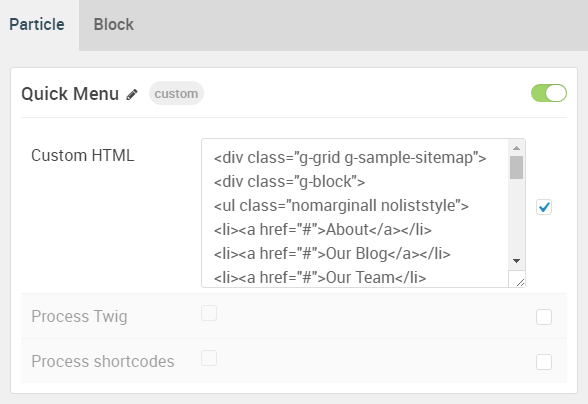 Particle Block
Quick Menu custom
Custom HTML
<div class="g-grid g-sample-sitemap">
<div class="g-block">
<ul class="nomarginall noliststyle">
<li><a href="#">About</a></li>
<li><a href="#">Our Blog</a></li>
<li><a href="#">Our Team</li>
Process Twig
Process shortcodes